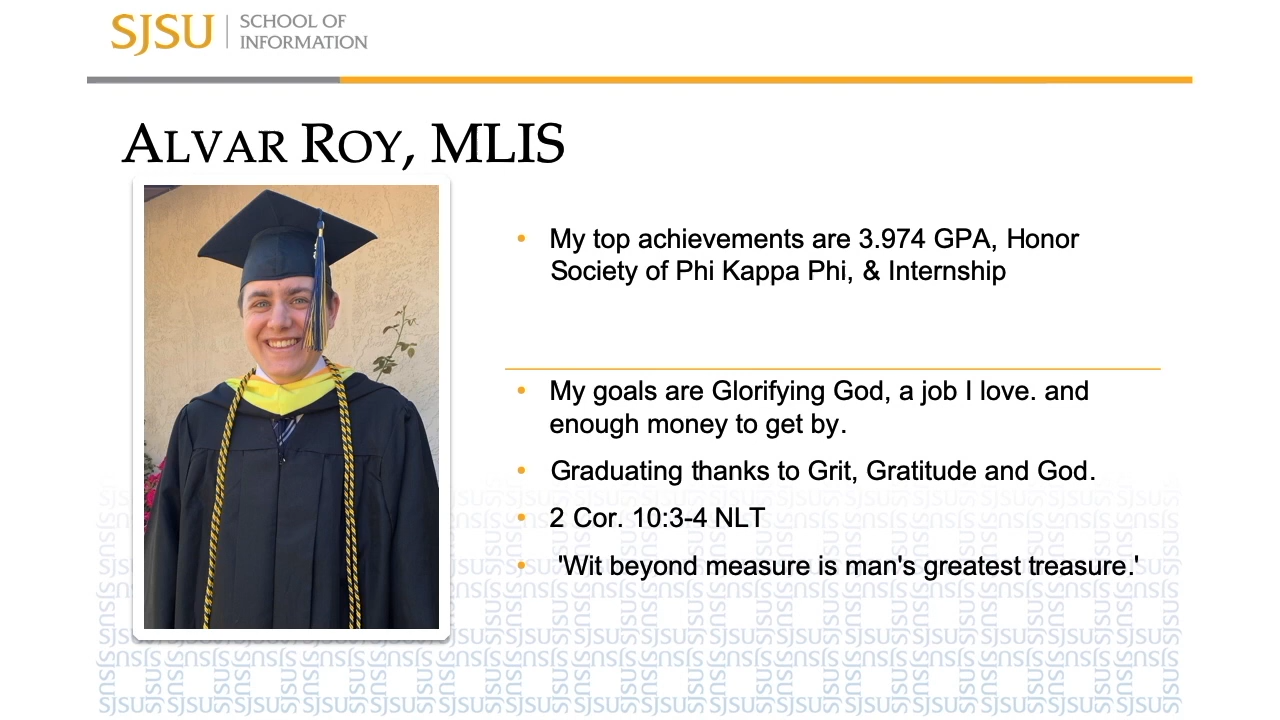 SJSU
SCHOOL OF
INFORMATION
ALVAR ROY, MLIS
• My top achievements are 3.974 GPA, Honor
Society of Phi Kappa Phi, & Internship
• My goals are Glorifying God, a job I love. and
enough money to get by.
• Graduating thanks to Grit, Gratitude and God.
• 2 Cor. 10:3-4 NLT
• 'Wit beyond measure is man's greatest treasure.'